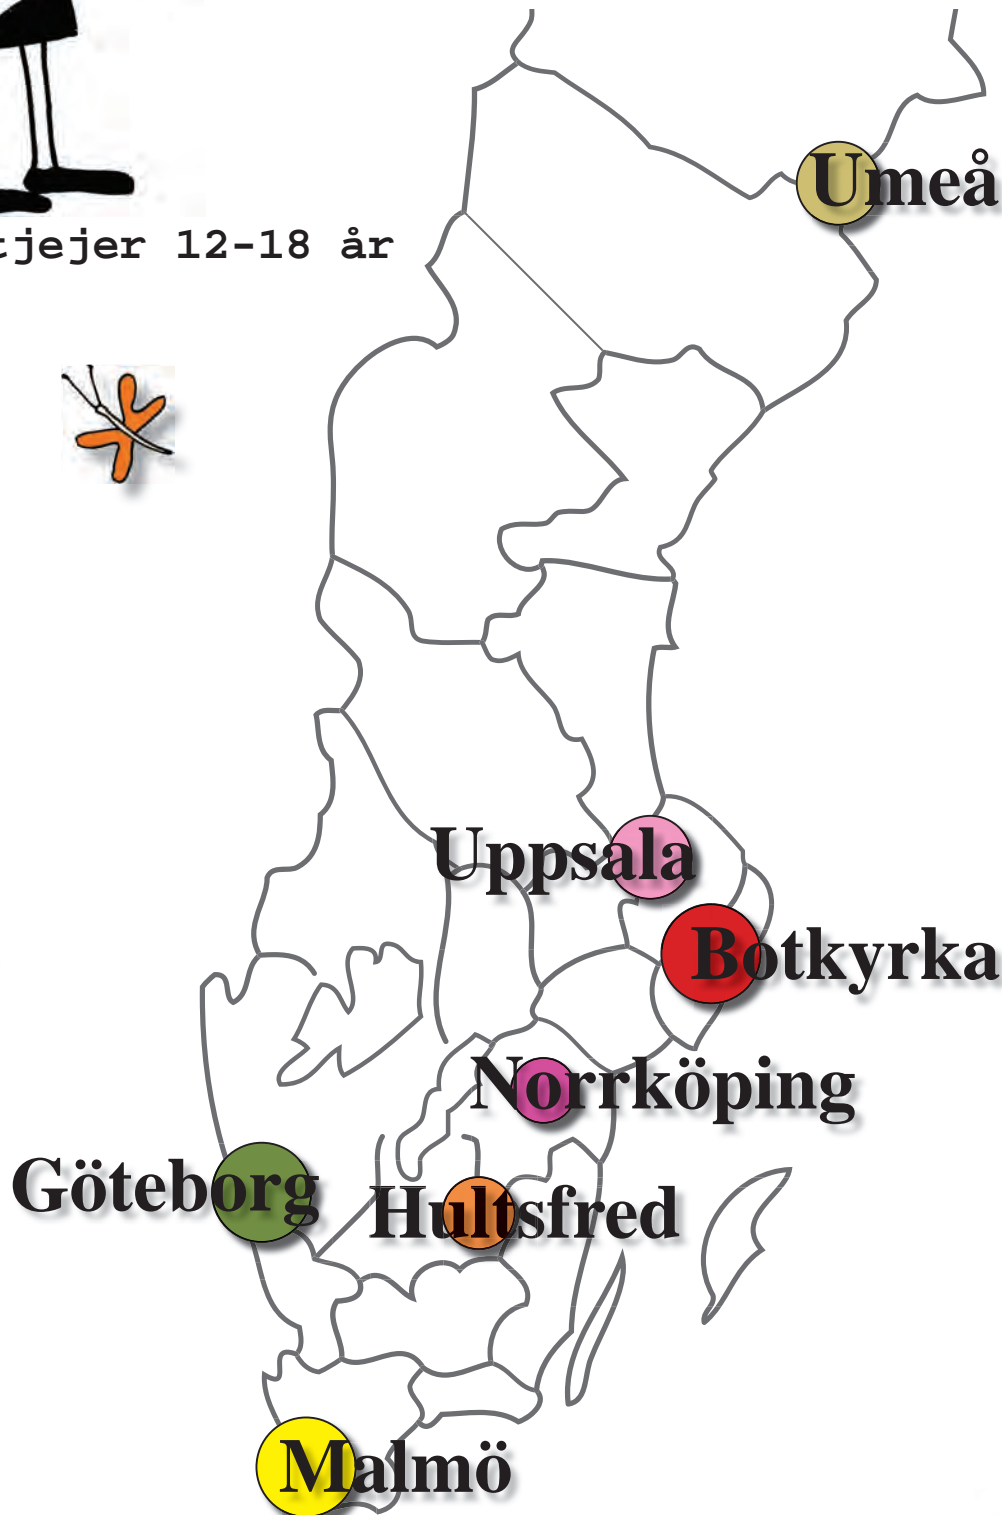 Umeå
tjejer 12-18 år
Uppsala
Botkyrka
Norrköping
Göteborg
Hultsfred
Malmö